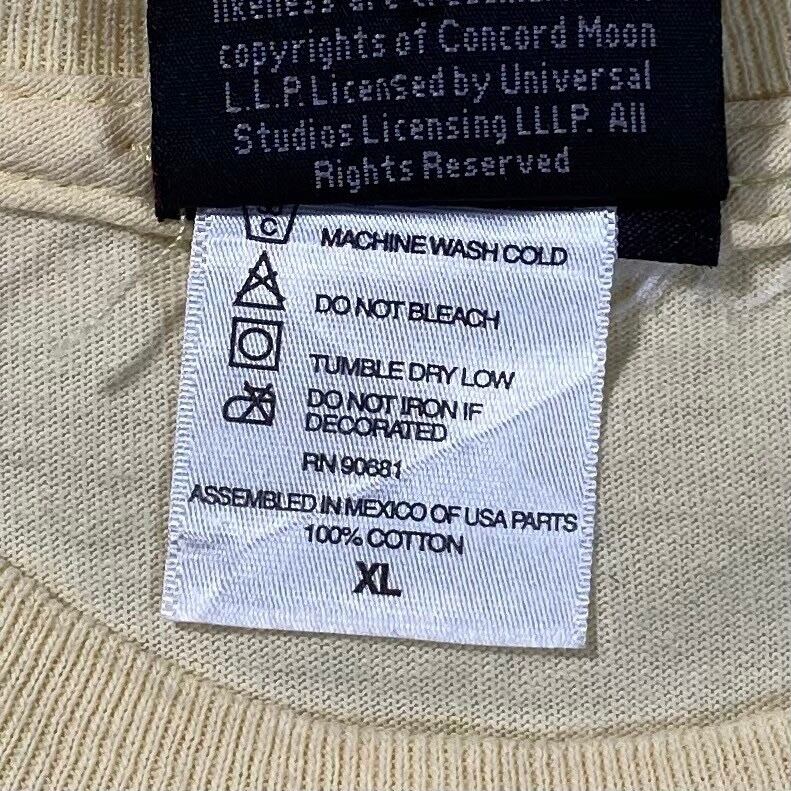 copyrights of Concord Moon
L.L.P. Licensed by Universal
Studios Licensing LLLP. All
Rights Reserved
C
MACHINE WASH COLD
DO NOT BLEACH
TUMBLE DRY LOW
DO NOT IRON IF
DECORATED
RN 90681
ASSEMBLED IN MEXICO OF USA PARTS
100% COTTON
XL